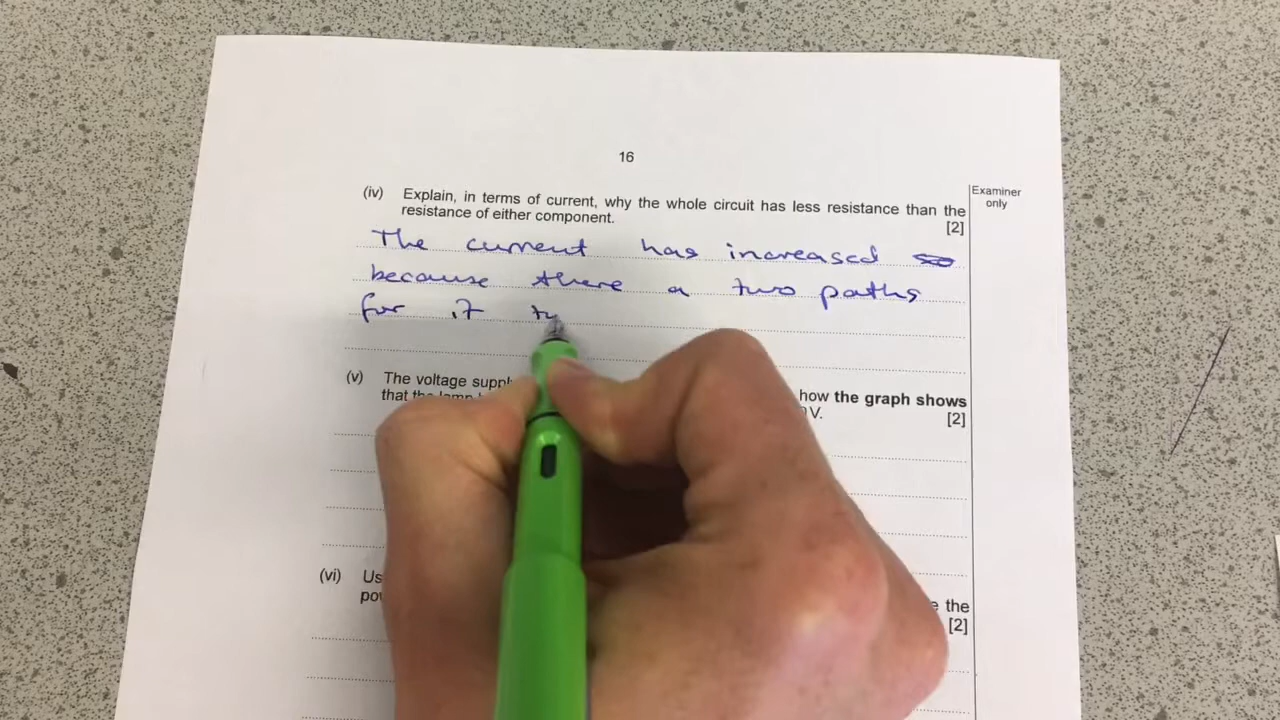 16
Examiner
only
(iv) Explain, in terms of current, why the whole circuit has less resistance than the
resistance of either component. [2]
The current has increased
because there a two paths
for it
(v) The voltage how the graph shows
that V. [2]
(vi)
the
[2]